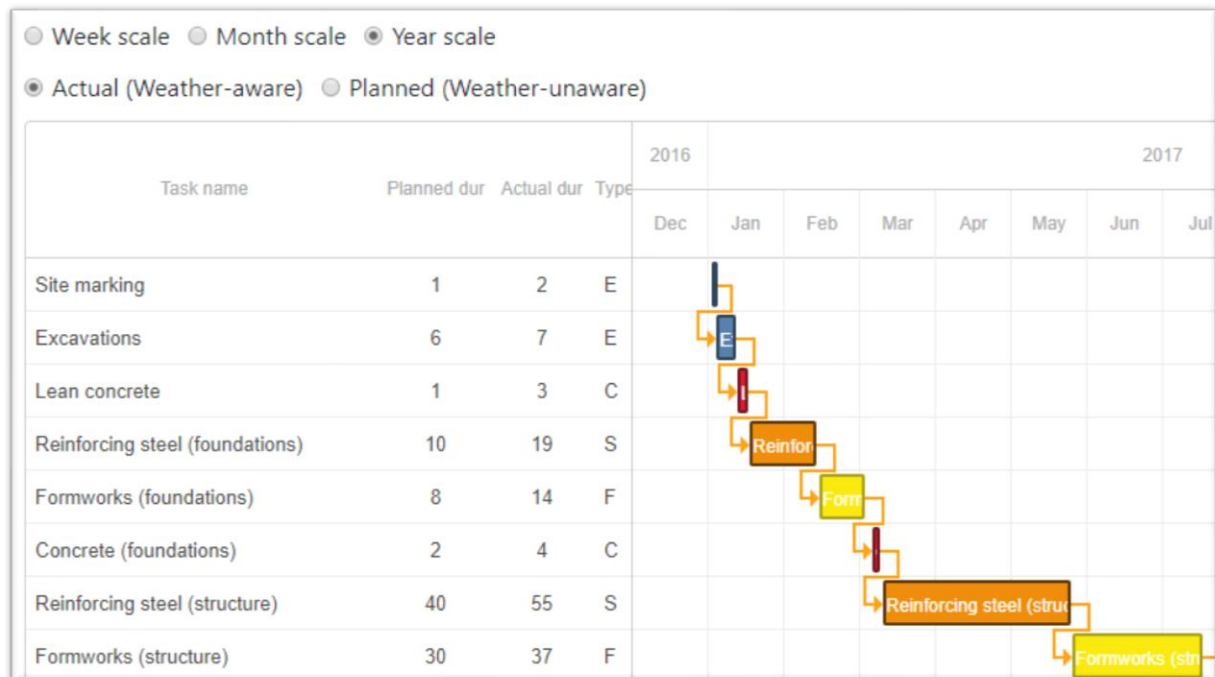 Week scale Month scale Year scale
Actual (Weather-aware) Planned (Weather-unaware)
2016 2017
Task name Planned dur Actual dur Type
Dec Jan Feb Mar Apr May Jun Jul
Site marking 1 2 E
Excavations 6 7 E E
Lean concrete 1 3 C
Reinforcing steel (foundations) 10 19 S Reinfor
Formworks (foundations) 8 14 F Form
Concrete (foundations) 2 4 C
Reinforcing steel (structure) 40 55 S Reinforcing steel (struc
Formworks (structure) 30 37 F Formworks (stn